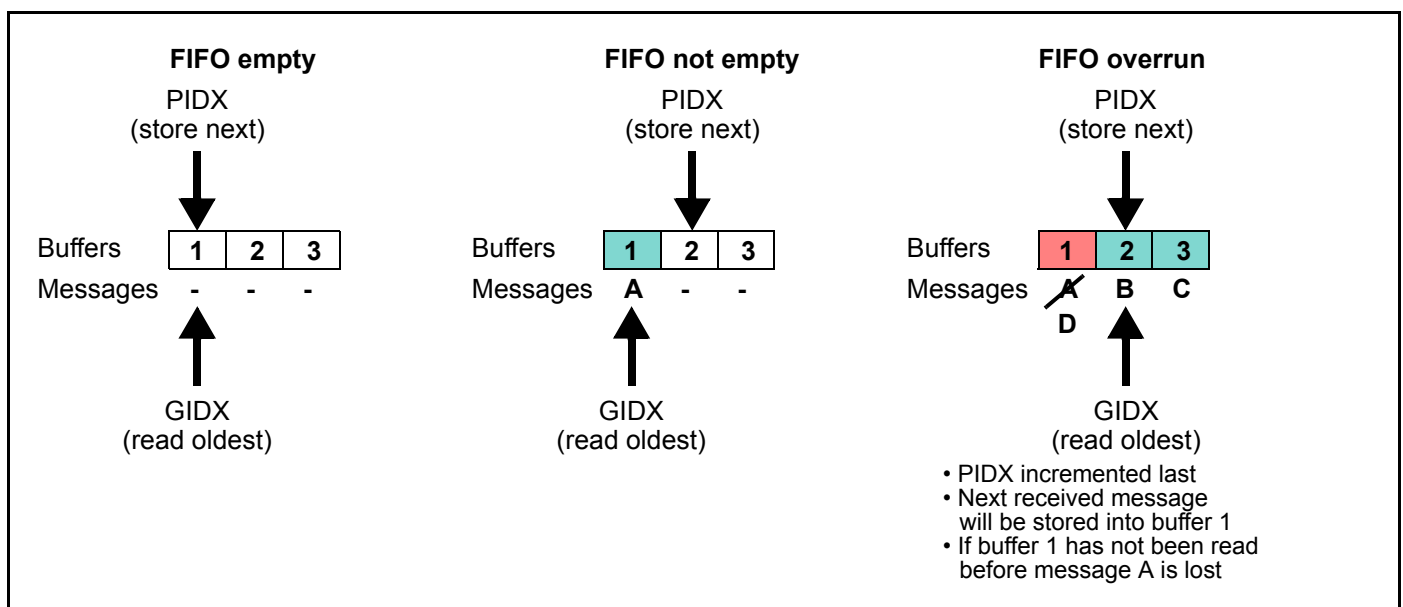 FIFO empty
PIDX
(store next)
Buffers 1 2 3
Messages - - -
GIDX
(read oldest)
FIFO not empty
PIDX
(store next)
Buffers 1 2 3
Messages A - -
GIDX
(read oldest)
FIFO overrun
PIDX
(store next)
Buffers 1 2 3
Messages A B C
D
GIDX
(read oldest)
• PIDX incremented last
• Next received message
will be stored into buffer 1
• If buffer 1 has not been read
before message A is lost